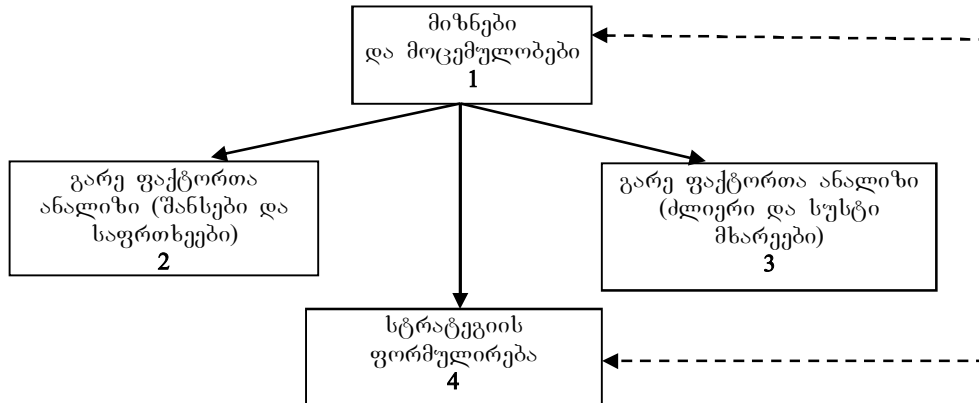 მიზნები
და მოცემულობები
1
გარე ფაქტორთა
ანალიზი (შანსები და
საფრთხეები)
2
გარე ფაქტორთა ანალიზი
(ძლიერი და სუსტი
მხარეები)
3
სტრატეგიის
ფორმულირება
4